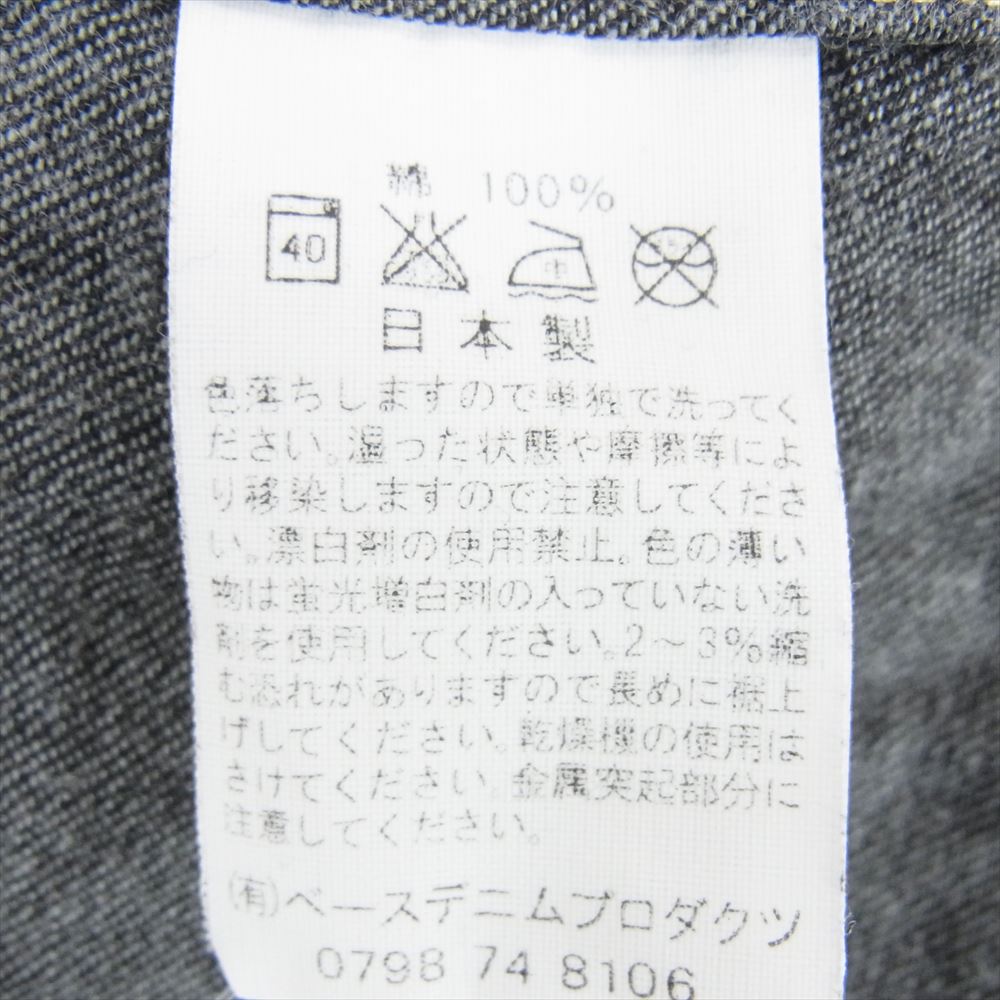 綿 100%
40 中
日本製
色落ちしますので単独で洗ってく
ださい。湿った状態や摩擦等によ
り移染しますので注意してくださ
い。漂白剤の使用禁止。色の薄い
物は蛍光増白剤の入っていない洗
剤を使用してください。2～3%縮
む恐れがありますので長めに裾上
げしてください。乾燥機の使用は
さけてください。金属突起部分に
注意してください。
(有)ベースデニムプロダクツ
0798 74 8106